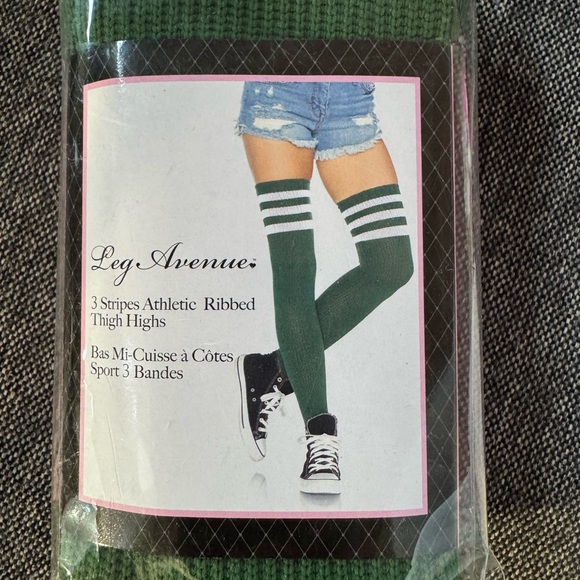 Leg Avenue
3 Stripes Athletic Ribbed
Thigh Highs
Bas Mi-Cuisse à Côtes
Sport 3 Bandes